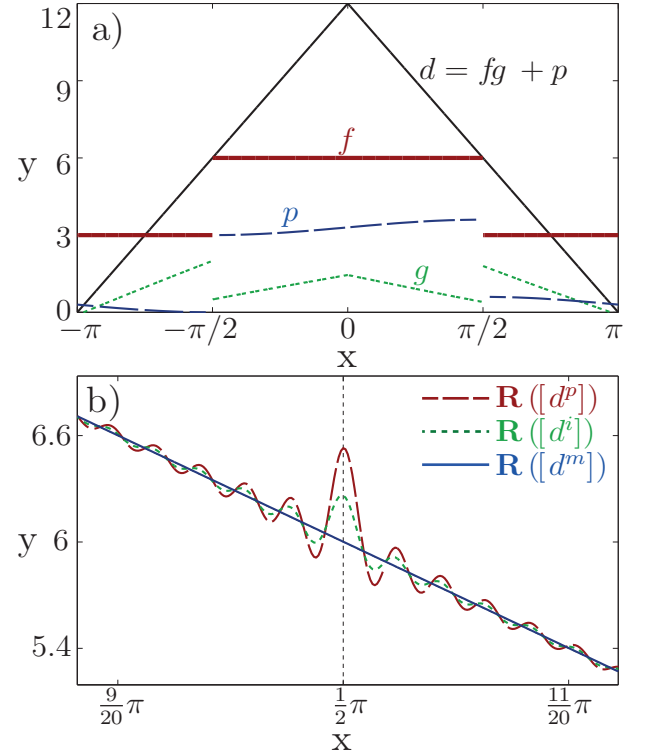 a)
12
9
6
3
0
y
d = fg + p
f
p
g
−π
−π/2
0
π/2
π
x
b)
R ([d^p])
R ([d^i])
R ([d^m])
6.6
y 6
5.4
9/20 π
1/2 π
11/20 π
x